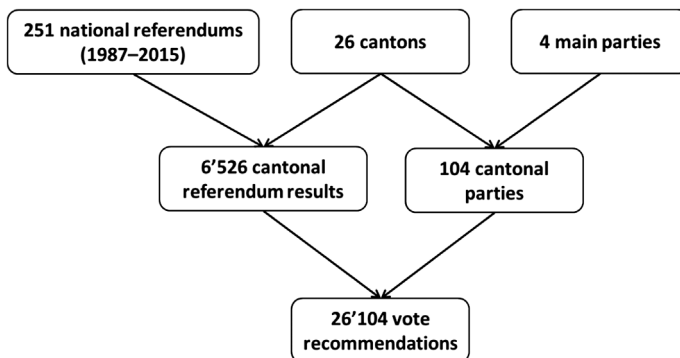 251 national referendums
(1987–2015)
26 cantons
4 main parties
6’526 cantonal
referendum results
104 cantonal
parties
26’104 vote
recommendations